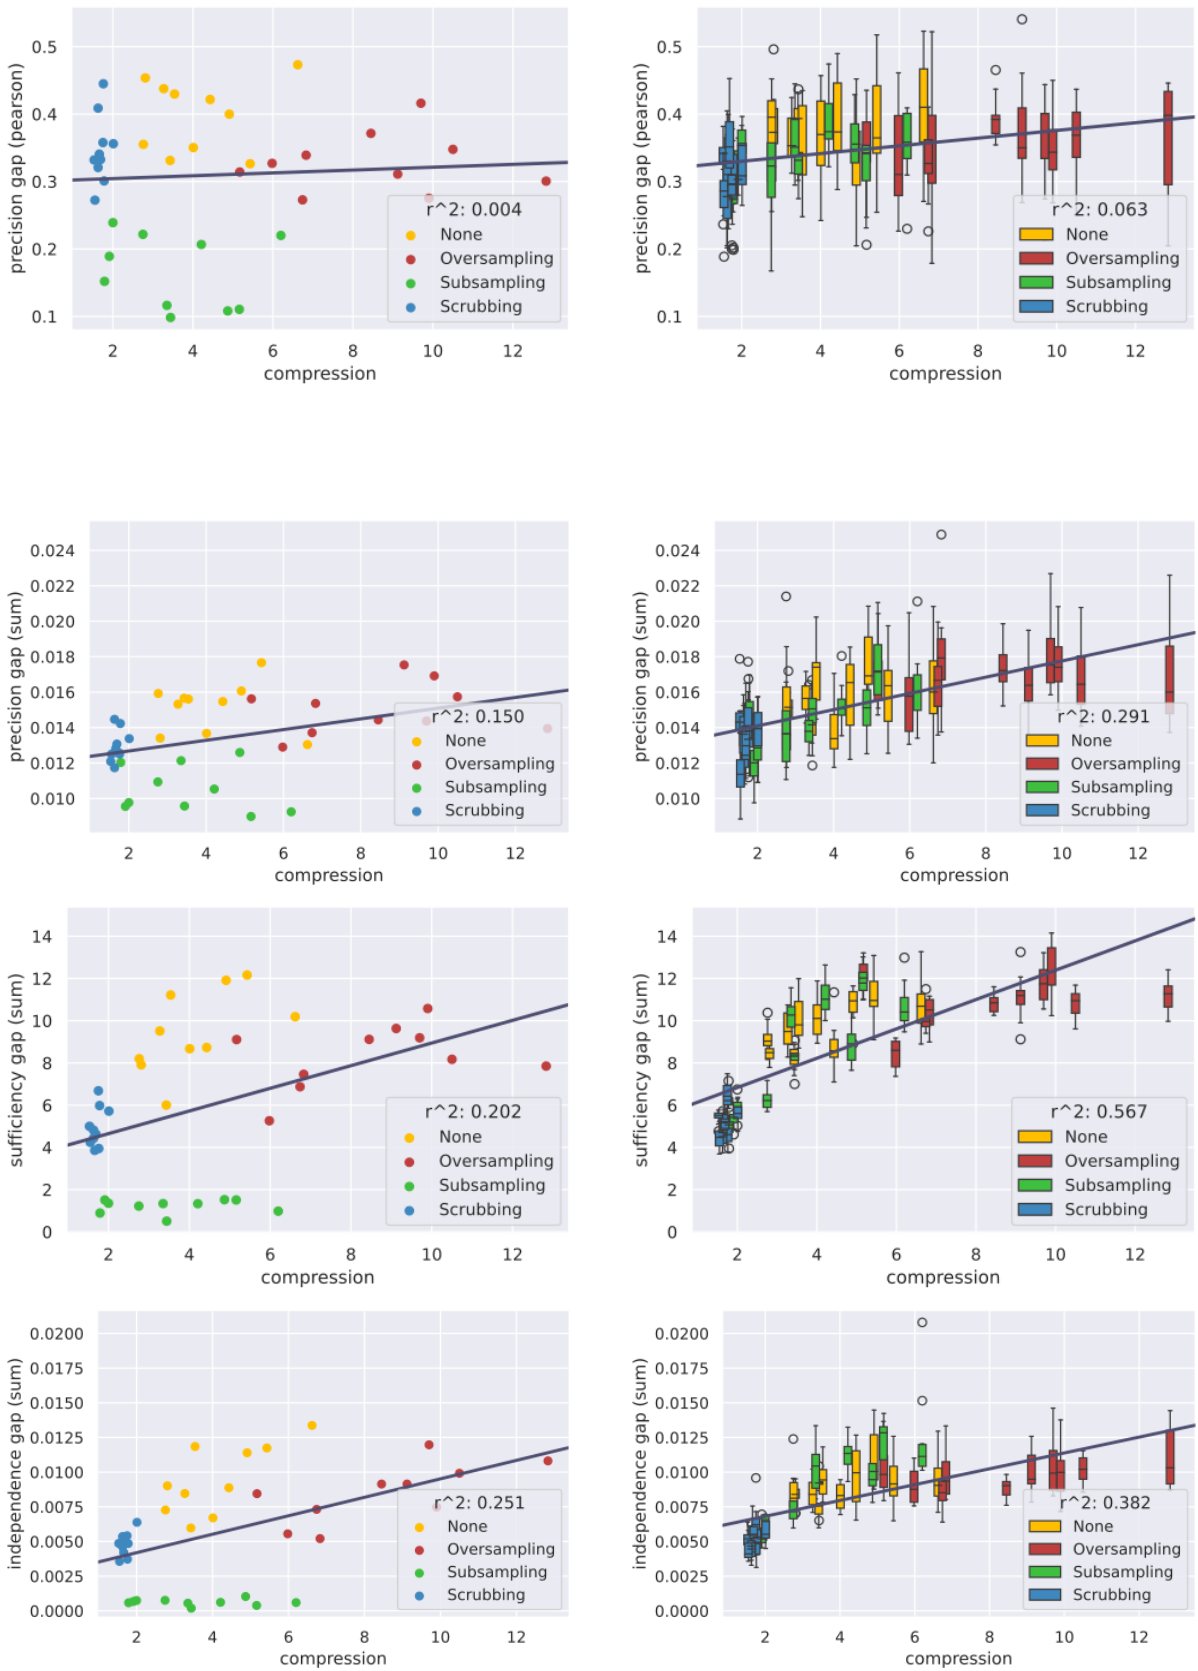 0.5
0.4
0.3
0.2
0.1
precision gap (pearson)
r^2: 0.004
None
Oversampling
Subsampling
Scrubbing
2 4 6 8 10 12
compression
0.5
0.4
0.3
0.2
0.1
precision gap (pearson)
r^2: 0.063
None
Oversampling
Subsampling
Scrubbing
2 4 6 8 10 12
compression
0.024
0.022
0.020
0.018
0.016
0.014
0.012
0.010
precision gap (sum)
r^2: 0.150
None
Oversampling
Subsampling
Scrubbing
2 4 6 8 10 12
compression
0.024
0.022
0.020
0.018
0.016
0.014
0.012
0.010
precision gap (sum)
r^2: 0.291
None
Oversampling
Subsampling
Scrubbing
2 4 6 8 10 12
compression
14
12
10
8
6
4
2
0
sufficiency gap (sum)
r^2: 0.202
None
Oversampling
Subsampling
Scrubbing
2 4 6 8 10 12
compression
14
12
10
8
6
4
2
0
sufficiency gap (sum)
r^2: 0.567
None
Oversampling
Subsampling
Scrubbing
2 4 6 8 10 12
compression
0.0200
0.0175
0.0150
0.0125
0.0100
0.0075
0.0050
0.0025
0.0000
independence gap (sum)
r^2: 0.251
None
Oversampling
Subsampling
Scrubbing
2 4 6 8 10 12
compression
0.0200
0.0175
0.0150
0.0125
0.0100
0.0075
0.0050
0.0025
0.0000
independence gap (sum)
r^2: 0.382
None
Oversampling
Subsampling
Scrubbing
2 4 6 8 10 12
compression